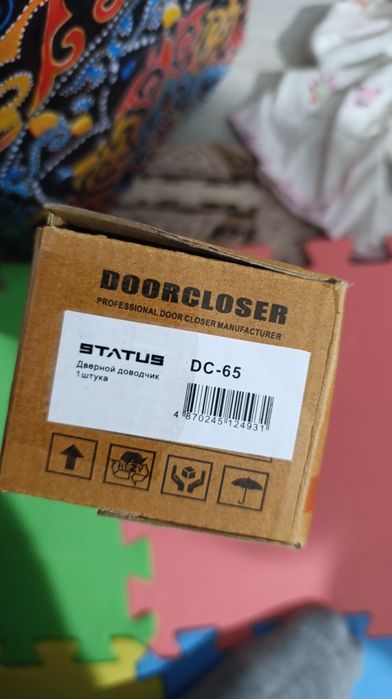 DOORCLOSER
PROFESSIONAL DOOR CLOSER MANUFACTURER
STATUS
DC-65
Дверной доводчик
1 штука
4 870245 124931